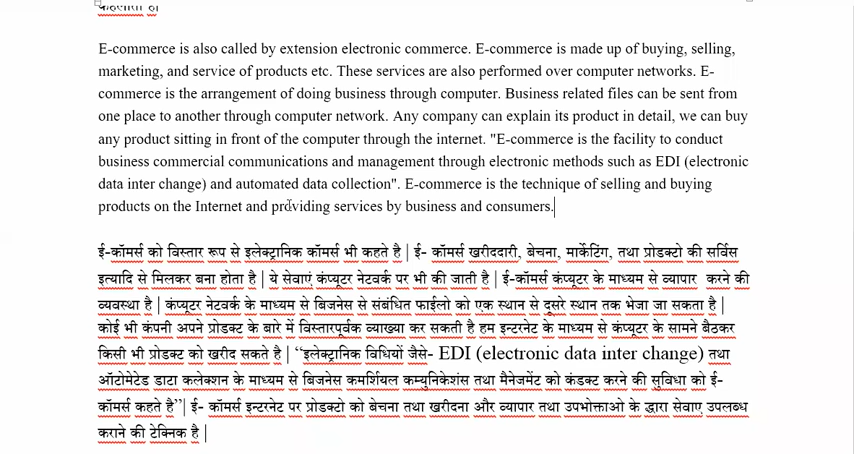 कहलाता है।
E-commerce is also called by extension electronic commerce. E-commerce is made up of buying, selling,
marketing, and service of products etc. These services are also performed over computer networks. E-
commerce is the arrangement of doing business through computer. Business related files can be sent from
one place to another through computer network. Any company can explain its product in detail, we can buy
any product sitting in front of the computer through the internet. "E-commerce is the facility to conduct
business commercial communications and management through electronic methods such as EDI (electronic
data inter change) and automated data collection". E-commerce is the technique of selling and buying
products on the Internet and providing services by business and consumers.
ई-कॉमर्स को विस्तार रूप से इलेक्ट्रानिक कॉमर्स भी कहते है | ई- कॉमर्स खरीददारी, बेचना, मार्केटिंग, तथा प्रोडक्टो की सर्विस
इत्यादि से मिलकर बना होता है | ये सेवाएं कंप्यूटर नेटवर्क पर भी की जाती है | ई-कॉमर्स कंप्यूटर के माध्यम से व्यापार करने की
व्यवस्था है | कंप्यूटर नेटवर्क के माध्यम से बिजनेस से संबंधित फाईलो को एक स्थान से दूसरे स्थान तक भेजा जा सकता है |
कोई भी कंपनी अपने प्रोडक्ट के बारे में विस्तारपूर्वक व्याख्या कर सकती है हम इन्टरनेट के माध्यम से कंप्यूटर के सामने बैठकर
किसी भी प्रोडक्ट को खरीद सकते है | “इलेक्ट्रानिक विधियों जैसे- EDI (electronic data inter change) तथा
ऑटोमेटेड डाटा कलेक्शन के माध्यम से बिजनेस कमर्शियल कम्युनिकेशंस तथा मैनेजमेंट को कंडक्ट करने की सुविधा को ई-
कॉमर्स कहते है”| ई- कॉमर्स इन्टरनेट पर प्रोडक्टो को बेचना तथा खरीदना और व्यापार तथा उपभोक्ताओ के द्धारा सेवाए उपलब्ध
कराने की टेक्निक है |